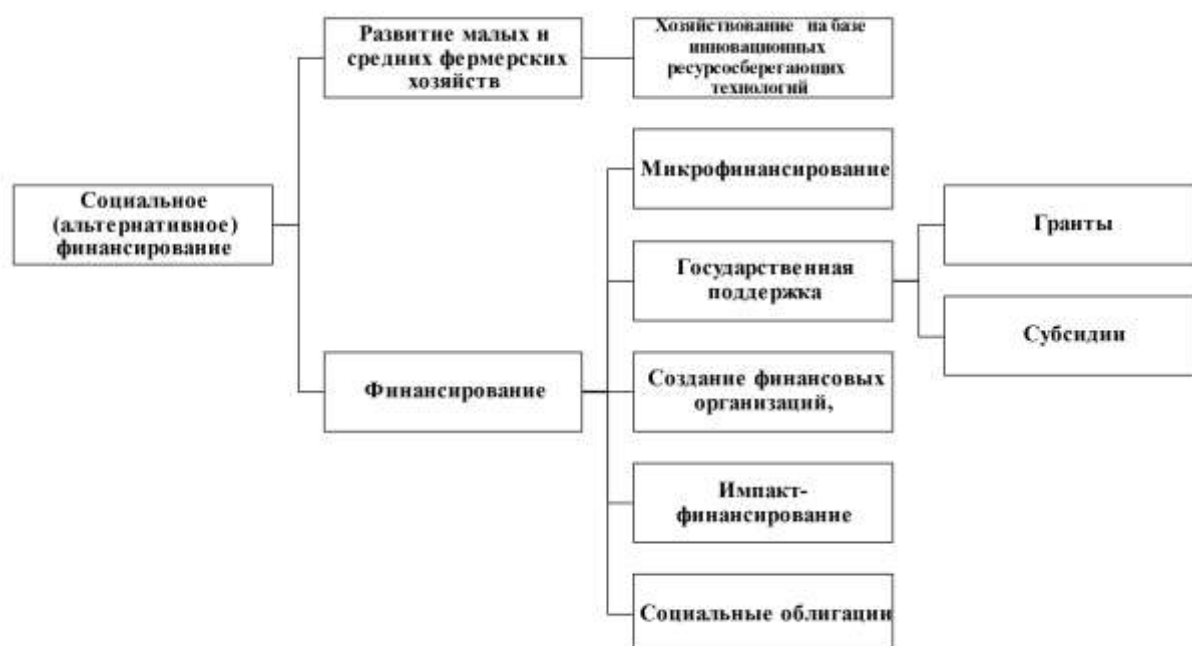 Развитие малых и
средних фермерских
хозяйств
Хозяйствование на базе
инновационных
ресурсосберегающих
технологий
Микрофинансирование
Социальное
(альтернативное)
финансирование
Гранты
Государственная
поддержка
Субсидии
Финансирование
Создание финансовых
организаций,
Импакт-
финансирование
Социальные облигации